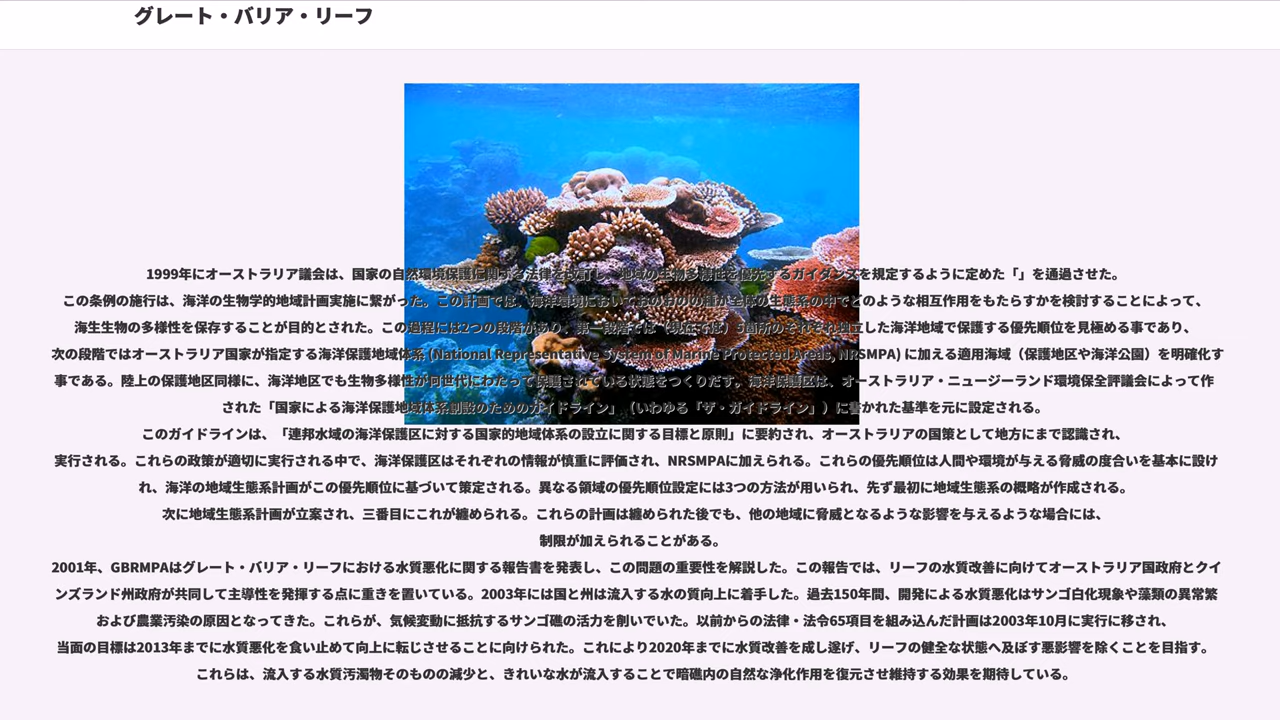 グレート・バリア・リーフ
1999年にオーストラリア議会は、国家の自然環境保護に関する法律を改訂し、地域の生物多様性を優先するガイダンスを規定するように定めた「」を通過させた。
この条例の施行は、海洋の生物学的地域計画実施に繋がった。この計画では、海洋環境においておのおのの種が全体の生態系の中でどのような相互作用をもたらすかを検討することによって、
海生生物の多様性を保存することが目的とされた。この過程には2つの段階があり、第一段階では（現在では）5箇所のそれぞれ独立した海洋地域で保護する優先順位を見極める事であり、
次の段階ではオーストラリア国家が指定する海洋保護地域体系 (National Representative System of Marine Protected Areas, NRSMPA) に加える適用海域（保護地区や海洋公園）を明確化す
事である。陸上の保護地区同様に、海洋地区でも生物多様性が何世代にわたって保護されている状態をつくりだす。海洋保護区は、オーストラリア・ニュージーランド環境保全評議会によって作
された「国家による海洋保護地域体系創設のためのガイドライン」（いわゆる「ザ・ガイドライン」）に書かれた基準を元に設定される。
このガイドラインは、「連邦水域の海洋保護区に対する国家的地域体系の設立に関する目標と原則」に要約され、オーストラリアの国策として地方にまで認識され、
実行される。これらの政策が適切に実行される中で、海洋保護区はそれぞれの情報が慎重に評価され、NRSMPAに加えられる。これらの優先順位は人間や環境が与える脅威の度合いを基本に設け
れ、海洋の地域生態系計画がこの優先順位に基づいて策定される。異なる領域の優先順位設定には3つの方法が用いられ、先ず最初に地域生態系の概略が作成される。
次に地域生態系計画が立案され、三番目にこれが纏められる。これらの計画は纏められた後でも、他の地域に脅威となるような影響を与えるような場合には、
制限が加えられることがある。
2001年、GBRMPAはグレート・バリア・リーフにおける水質悪化に関する報告書を発表し、この問題の重要性を解説した。この報告では、リーフの水質改善に向けてオーストラリア国政府とクイ
ンズランド州政府が共同して主導性を発揮する点に重きを置いている。2003年には国と州は流入する水の質向上に着手した。過去150年間、開発による水質悪化はサンゴ白化現象や藻類の異常繁
および農業汚染の原因となってきた。これらが、気候変動に抵抗するサンゴ礁の活力を削いでいた。以前からの法律・法令65項目を組み込んだ計画は2003年10月に実行に移され、
当面の目標は2013年までに水質悪化を食い止めて向上に転じさせることに向けられた。これにより2020年までに水質改善を成し遂げ、リーフの健全な状態へ及ぼす悪影響を除くことを目指す。
これらは、流入する水質汚濁物そのものの減少と、きれいな水が流入することで暗礁内の自然な浄化作用を復元させ維持する効果を期待している。